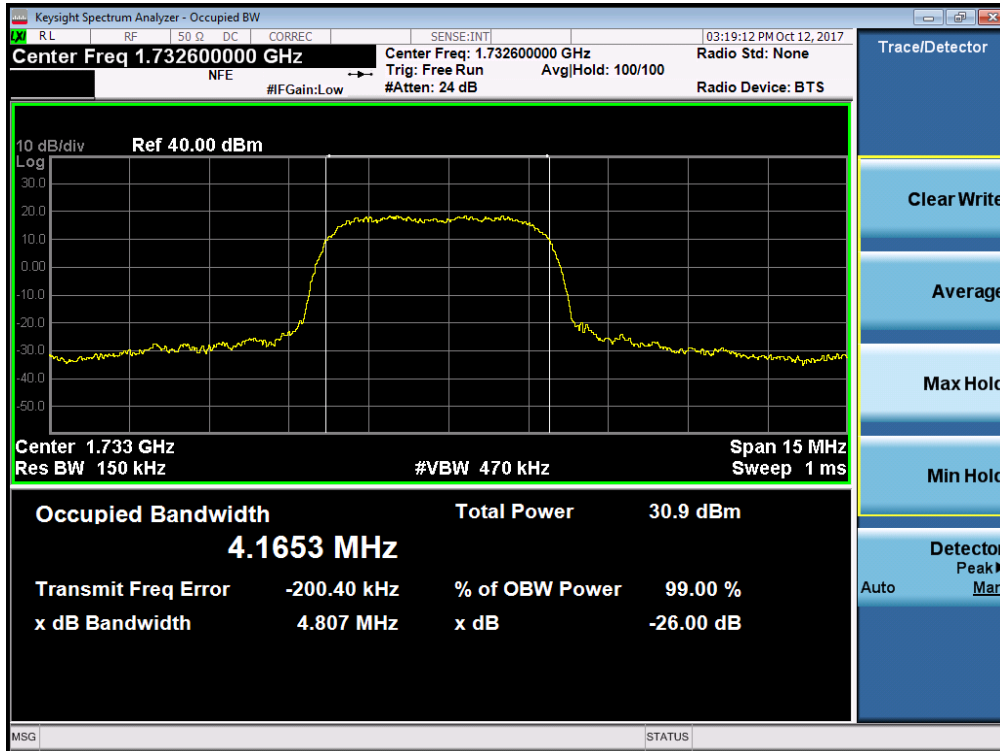 Keysight Spectrum Analyzer - Occupied BW
LXI RL RF 50 Ω DC CORREC SENSE:INT 03:19:12 PM Oct 12, 2017
Center Freq 1.732600000 GHz
NFE
#IFGain:Low
Center Freq: 1.732600000 GHz
Trig: Free Run Avg|Hold: 100/100
#Atten: 24 dB
Radio Std: None
Radio Device: BTS
10 dB/div Ref 40.00 dBm
Log
30.0
20.0
10.0
0.00
-10.0
-20.0
-30.0
-40.0
-50.0
Center 1.733 GHz Span 15 MHz
Res BW 150 kHz #VBW 470 kHz Sweep 1 ms
Occupied Bandwidth Total Power 30.9 dBm
4.1653 MHz
Transmit Freq Error -200.40 kHz % of OBW Power 99.00 %
x dB Bandwidth 4.807 MHz x dB -26.00 dB
MSG STATUS
Trace/Detector
Clear Write
Average
Max Hold
Min Hold
Detector
Peak
Auto Man